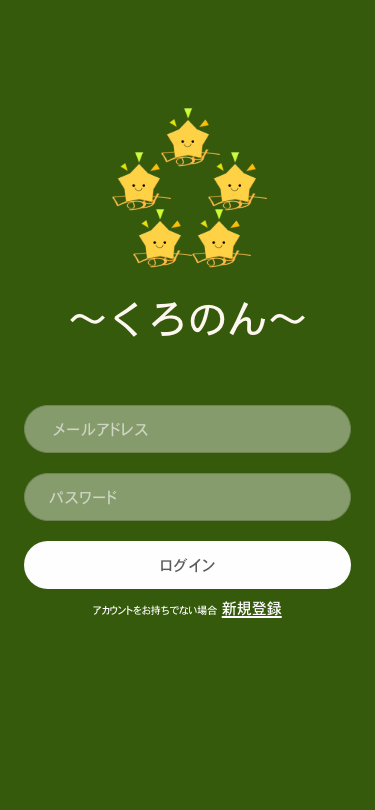 〜くろのん〜
メールアドレス
パスワード
ログイン
アカウントをお持ちでない場合 新規登録